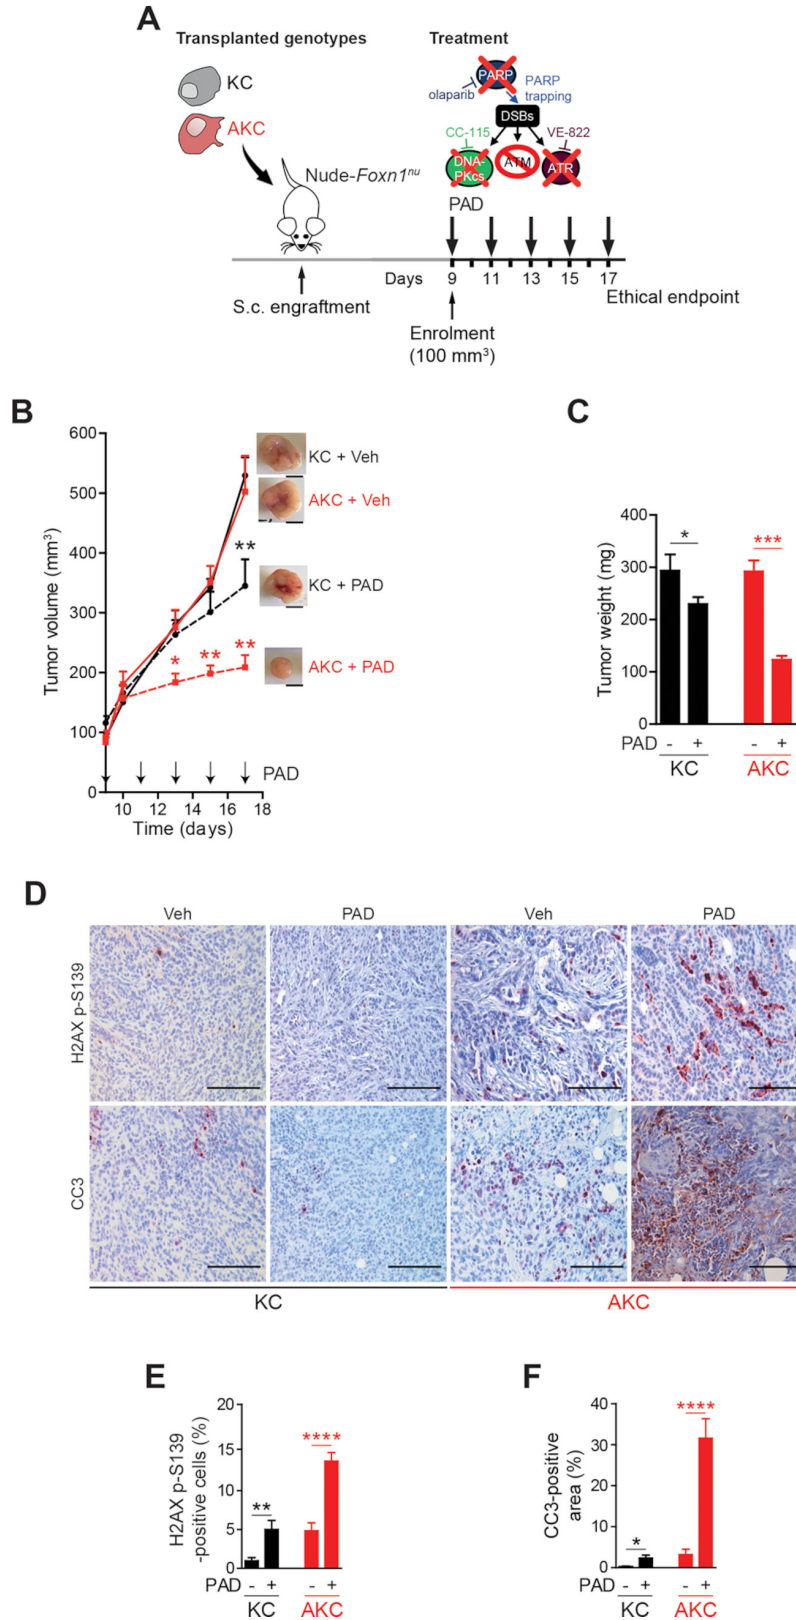 A
Transplanted genotypes
Treatment
KC
AKC
Nude-Foxn1nu
PARP
olaparib
PARP
trapping
DSBs
CC-115
VE-822
DNA-
PKcs
ATM
ATR
PAD
Days
9
11
13
15
17
S.c. engraftment
Ethical endpoint
Enrolment
(100 mm3)
B
Tumor volume (mm3)
600
500
400
300
200
100
0
10
12
14
16
18
Time (days)
KC + Veh
AKC + Veh
**
KC + PAD
*
**
**
AKC + PAD
PAD
C
Tumor weight (mg)
400
300
200
100
0
*
***
PAD
-
+
-
+
KC
AKC
D
Veh
PAD
Veh
PAD
H2AX p-S139
CC3
KC
AKC
E
H2AX p-S139
-positive cells (%)
20
15
10
5
0
**
****
PAD
-
+
-
+
KC
AKC
F
CC3-positive
area (%)
40
30
20
10
0
*
****
PAD
-
+
-
+
KC
AKC